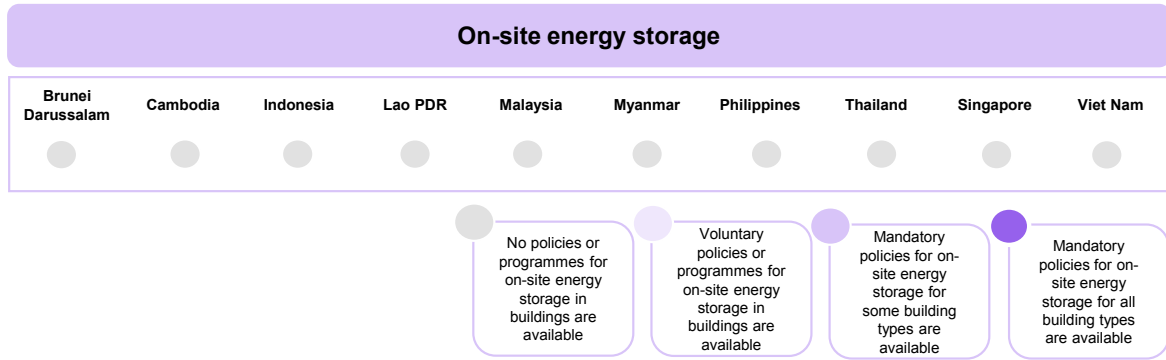 On-site energy storage
Brunei
Darussalam
Cambodia
Indonesia
Lao PDR
Malaysia
Myanmar
Philippines
Thailand
Singapore
Viet Nam
No policies or
programmes for
on-site energy
storage in
buildings are
available
Voluntary
policies or
programmes for
on-site energy
storage in
buildings are
available
Mandatory
policies for on-
site energy
storage for
some building
types are
available
Mandatory
policies for on-
site energy
storage for all
building types
are available